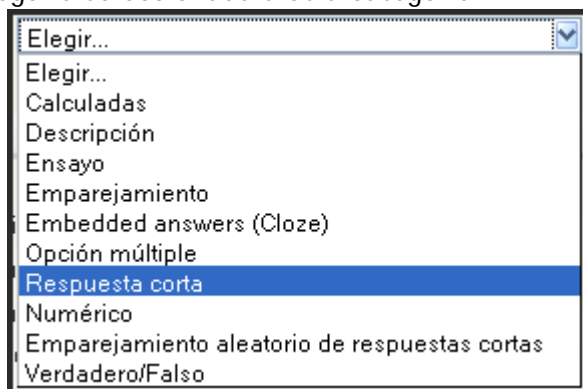 Elegir...
Elegir...
Calculadas
Descripción
Ensayo
Emparejamiento
Embedded answers (Cloze)
Opción múltiple
Respuesta corta
Numérico
Emparejamiento aleatorio de respuestas cortas
Verdadero/Falso